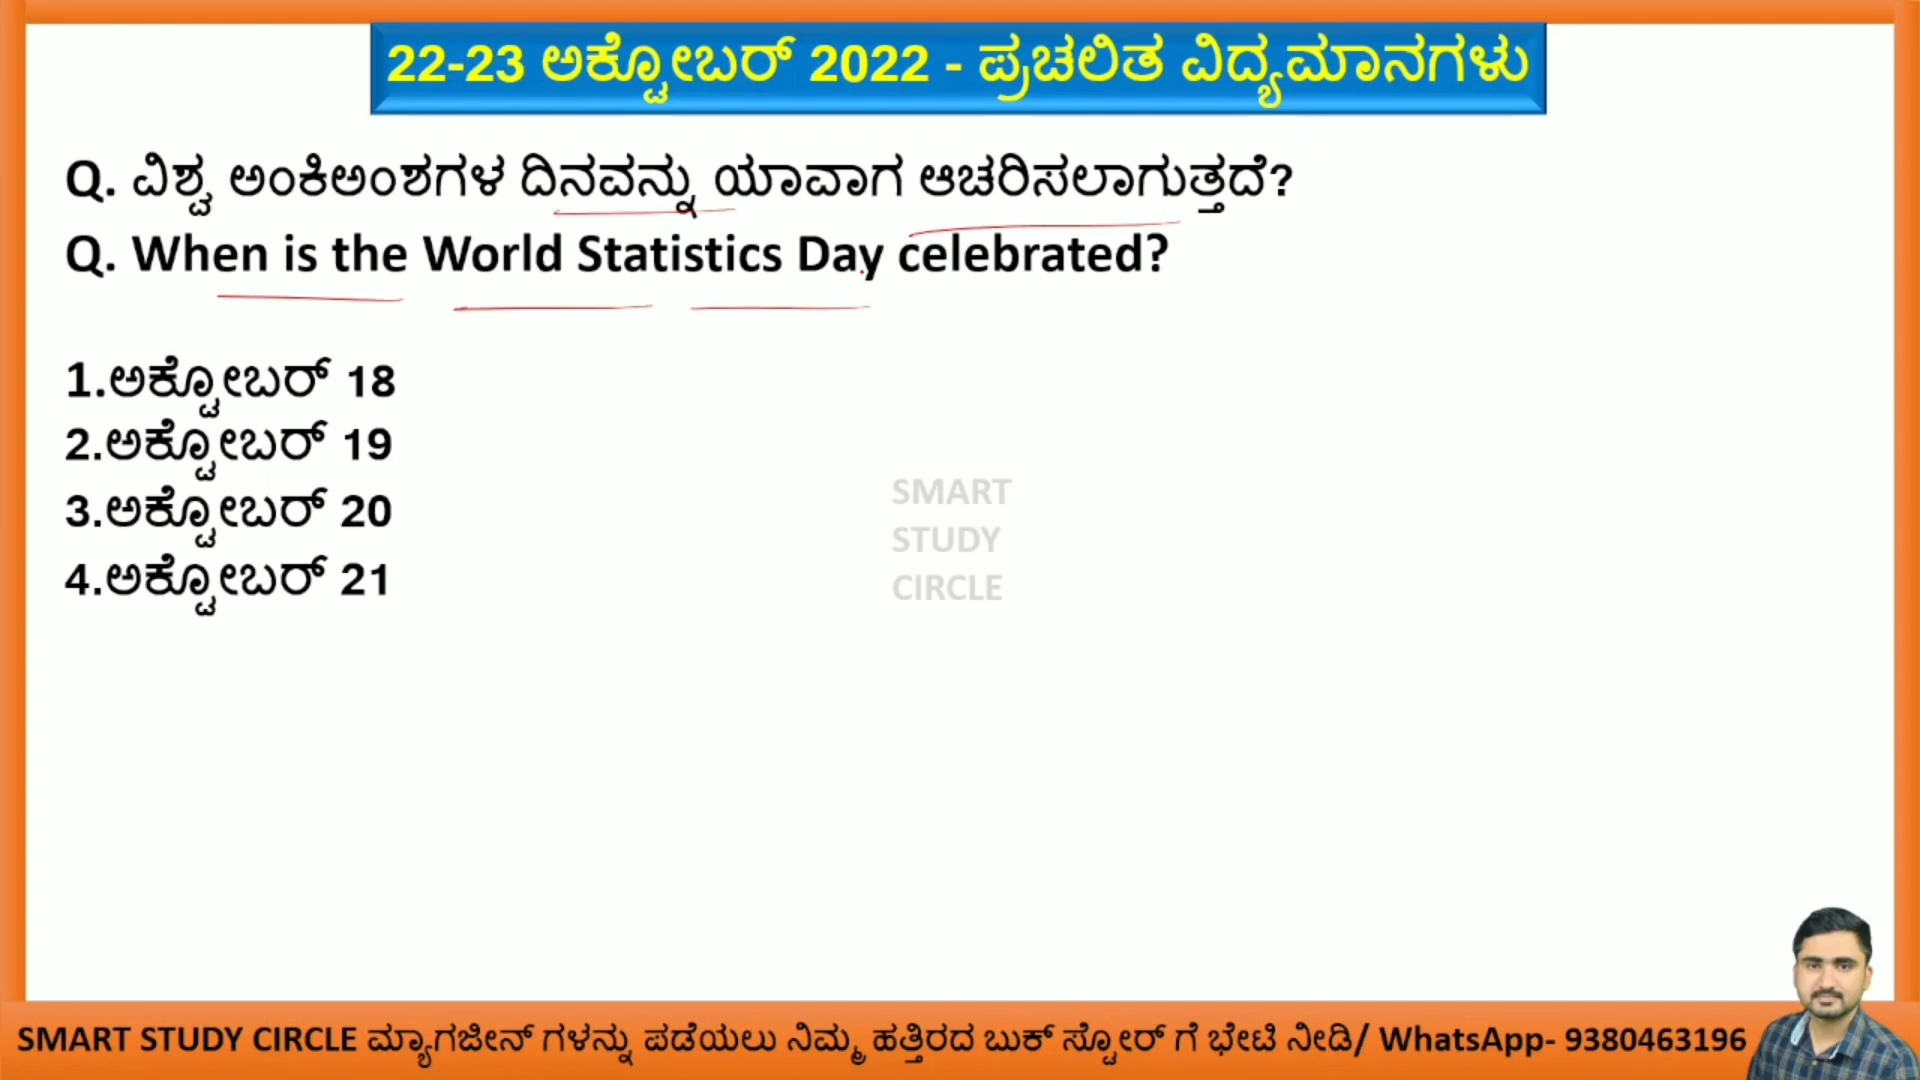 22-23 ಅಕ್ಟೋಬರ್ 2022 - ಪ್ರಚಲಿತ ವಿದ್ಯಮಾನಗಳು
Q. ವಿಶ್ವ ಅಂಕಿಅಂಶಗಳ ದಿನವನ್ನು ಯಾವಾಗ ಆಚರಿಸಲಾಗುತ್ತದೆ?
Q. When is the World Statistics Day celebrated?
1.ಅಕ್ಟೋಬರ್ 18
2.ಅಕ್ಟೋಬರ್ 19
3.ಅಕ್ಟೋಬರ್ 20
4.ಅಕ್ಟೋಬರ್ 21
SMART
STUDY
CIRCLE
SMART STUDY CIRCLE ಮ್ಯಾಗಜೀನ್ ಗಳನ್ನು ಪಡೆಯಲು ನಿಮ್ಮ ಹತ್ತಿರದ ಬುಕ್ ಸ್ಟೋರ್ ಗೆ ಭೇಟಿ ನೀಡಿ/ WhatsApp- 9380463196